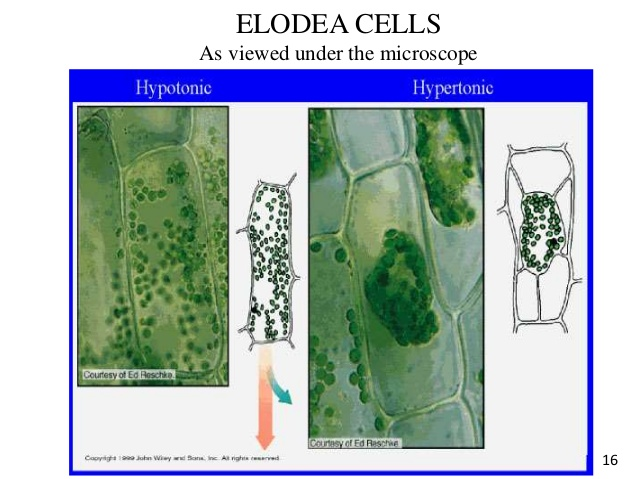 ELODEA CELLS
As viewed under the microscope
Hypotonic
Hypertonic
Courtesy of Ed Reschke.
Courtesy of Ed Reschke
Copyright 1999 John Wiley and Sons, Inc. All rights reserved.
16